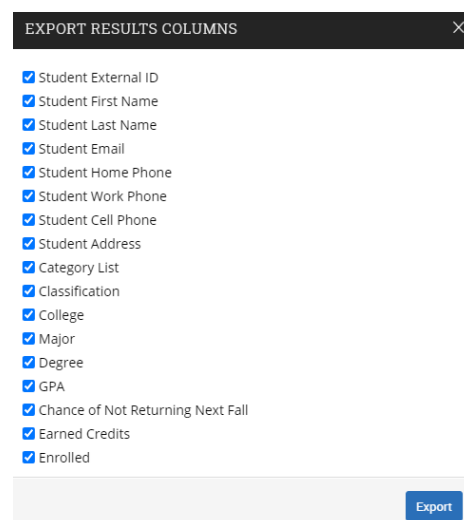 EXPORT RESULTS COLUMNS
Student External ID
Student First Name
Student Last Name
Student Email
Student Home Phone
Student Work Phone
Student Cell Phone
Student Address
Category List
Classification
College
Major
Degree
GPA
Chance of Not Returning Next Fall
Earned Credits
Enrolled
Export